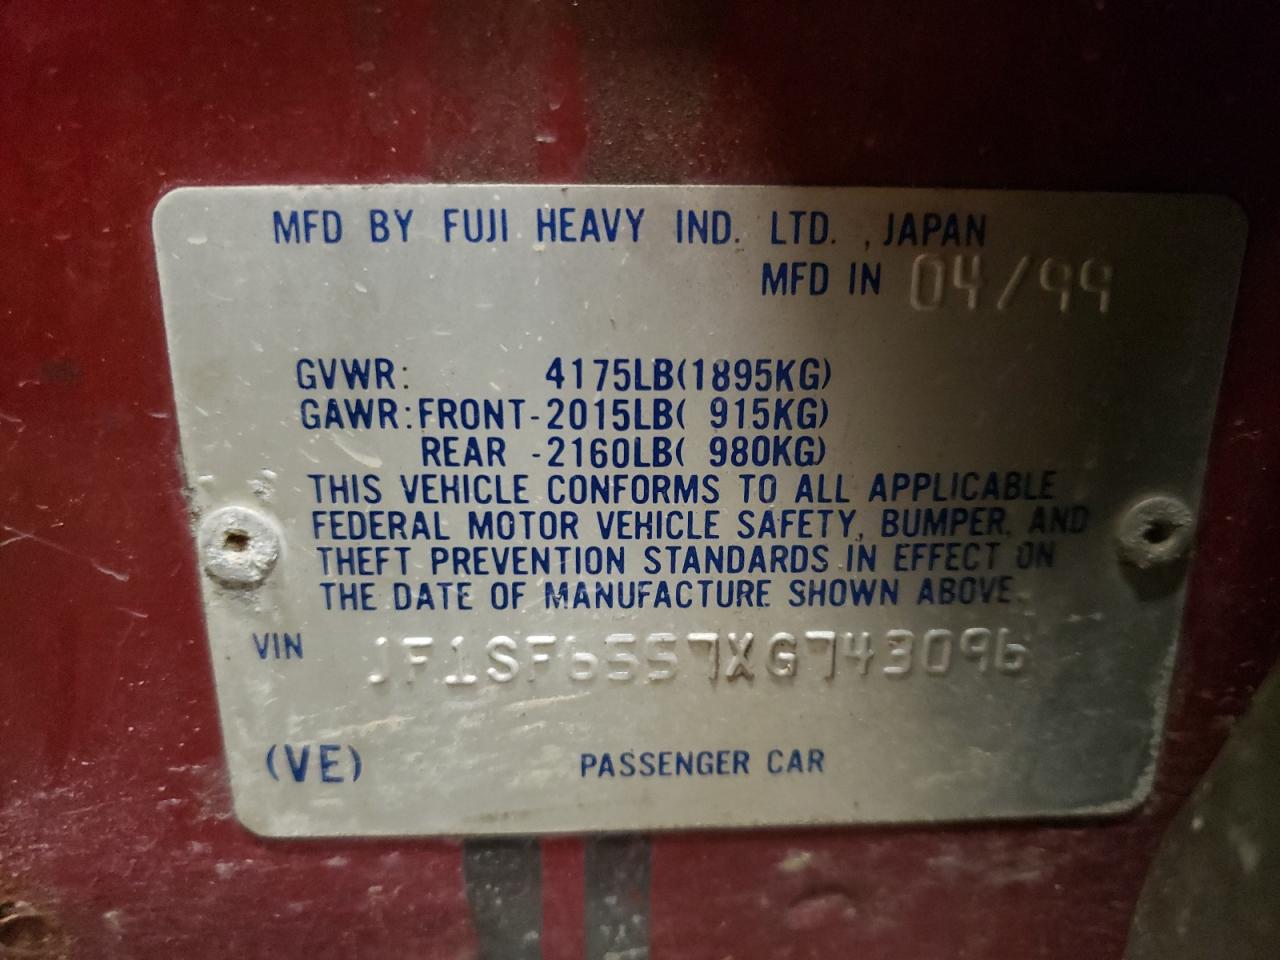 MFD BY FUJI HEAVY IND. LTD. ,JAPAN
MFD IN 04/99
GVWR: 4175LB(1895KG)
GAWR:FRONT-2015LB( 915KG)
REAR -2160LB( 980KG)
THIS VEHICLE CONFORMS TO ALL APPLICABLE
FEDERAL MOTOR VEHICLE SAFETY, BUMPER, AND
THEFT PREVENTION STANDARDS IN EFFECT ON
THE DATE OF MANUFACTURE SHOWN ABOVE.
VIN JF1SF6557XG743096
(VE) PASSENGER CAR